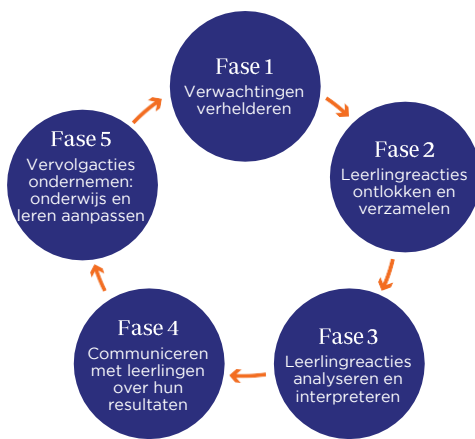 Fase 1
Verwachtingen
verhelderen
Fase 2
Leerlingreacties
ontlokken en
verzamelen
Fase 3
Leerlingreacties
analyseren en
interpreteren
Fase 4
Communiceren
met leerlingen
over hun
resultaten
Fase 5
Vervolgacties
ondernemen:
onderwijs en
leren aanpassen